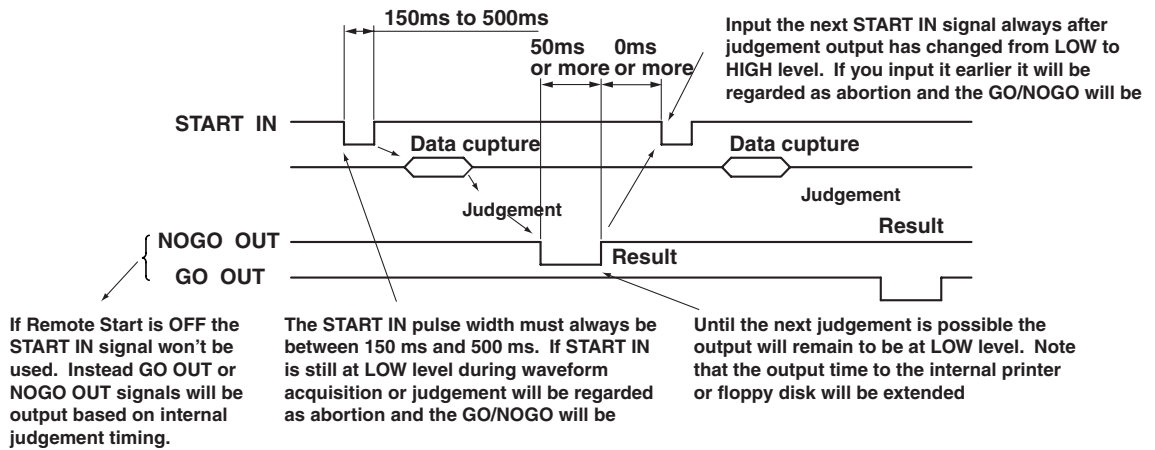 150ms to 500ms
50ms
or more
0ms
or more
Input the next START IN signal always after
judgement output has changed from LOW to
HIGH level.  If you input it earlier it will be
regarded as abortion and the GO/NOGO will be
START  IN
Data cupture
Data cupture
Judgement
Judgement
NOGO  OUT
Result
Result
GO  OUT
If Remote Start is OFF the
START IN signal won't be
used.  Instead GO OUT or
NOGO OUT signals will be
output based on internal
judgement timing.
The START IN pulse width must always be
between 150 ms and 500 ms.  If START IN
is still at LOW level during waveform
acquisition or judgement will be regarded
as abortion and the GO/NOGO will be
Until the next judgement is possible the
output will remain to be at LOW level.  Note
that the output time to the internal printer
or floppy disk will be extended